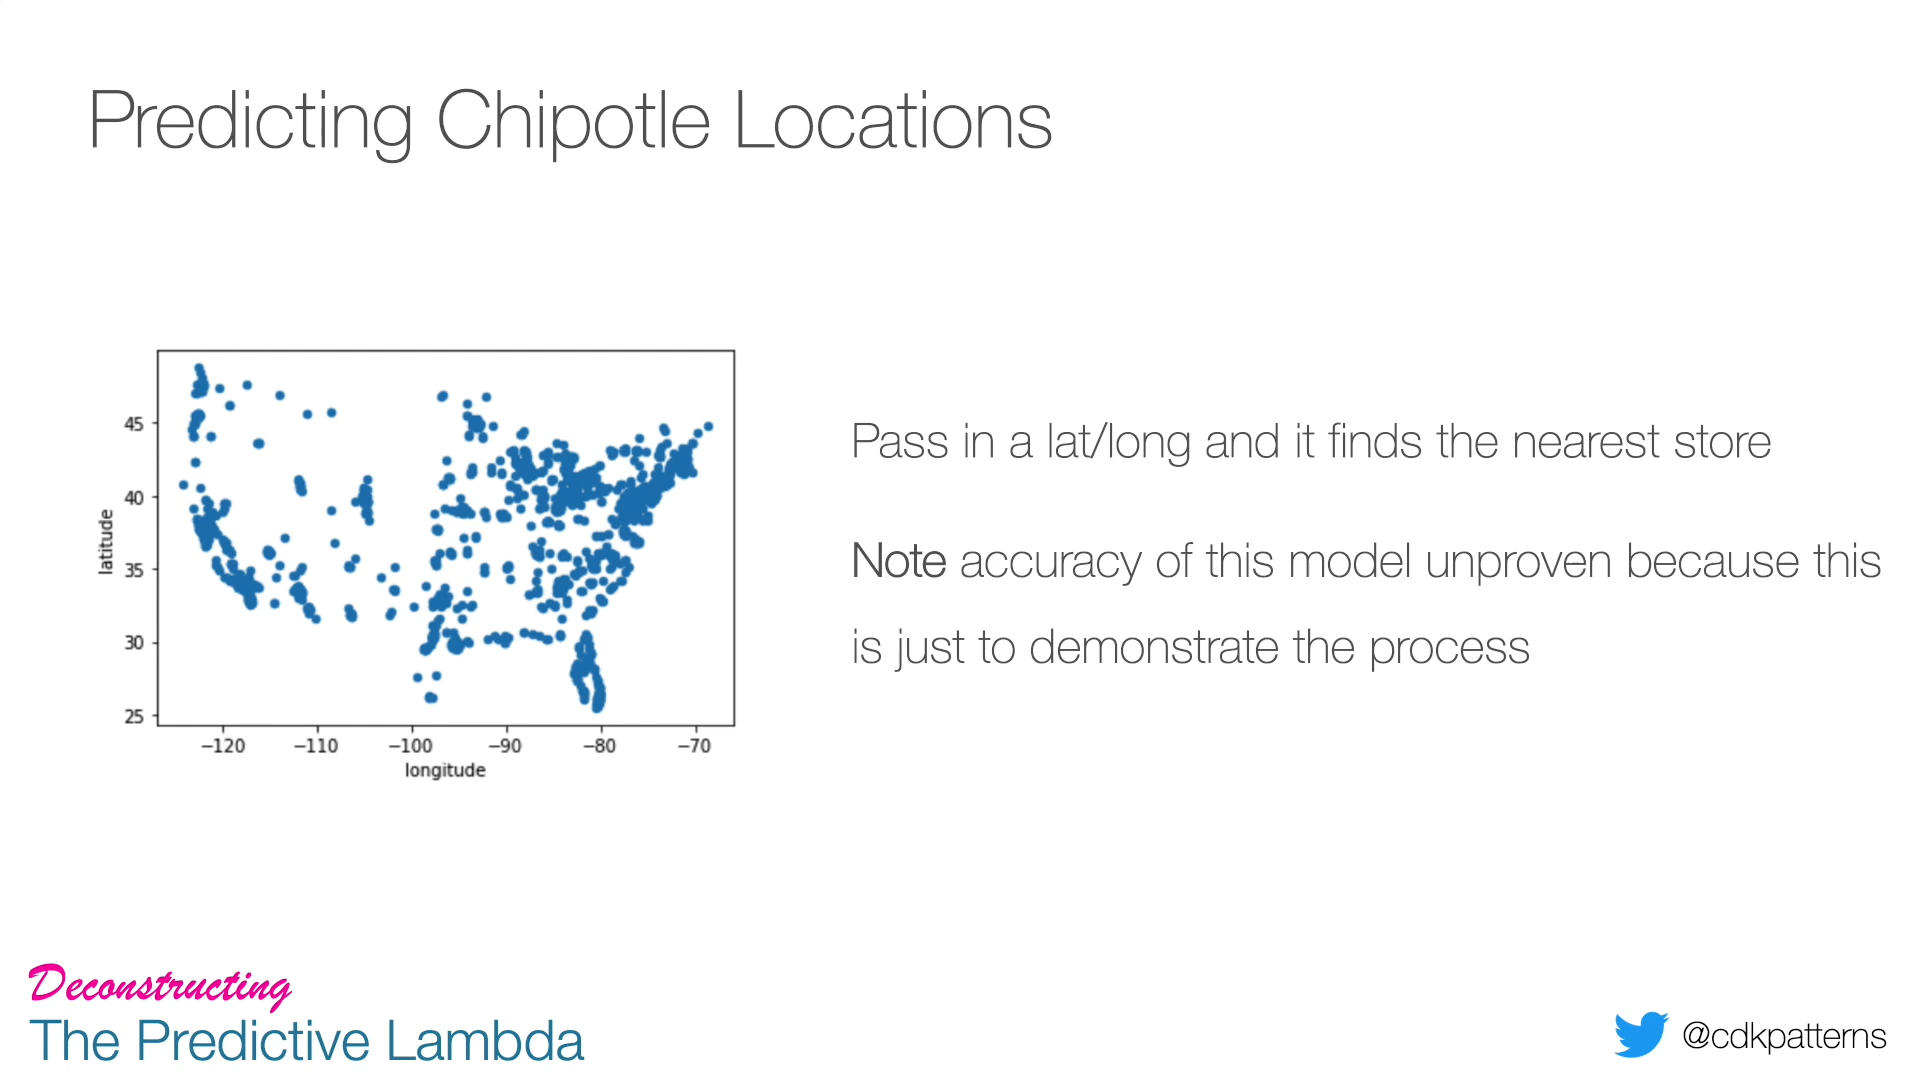 Predicting Chipotle Locations
latitude
45
40
35
30
25
−120 −110 −100 −90 −80 −70
longitude
Pass in a lat/long and it finds the nearest store
Note accuracy of this model unproven because this
is just to demonstrate the process
Deconstructing
The Predictive Lambda
@cdkpatterns